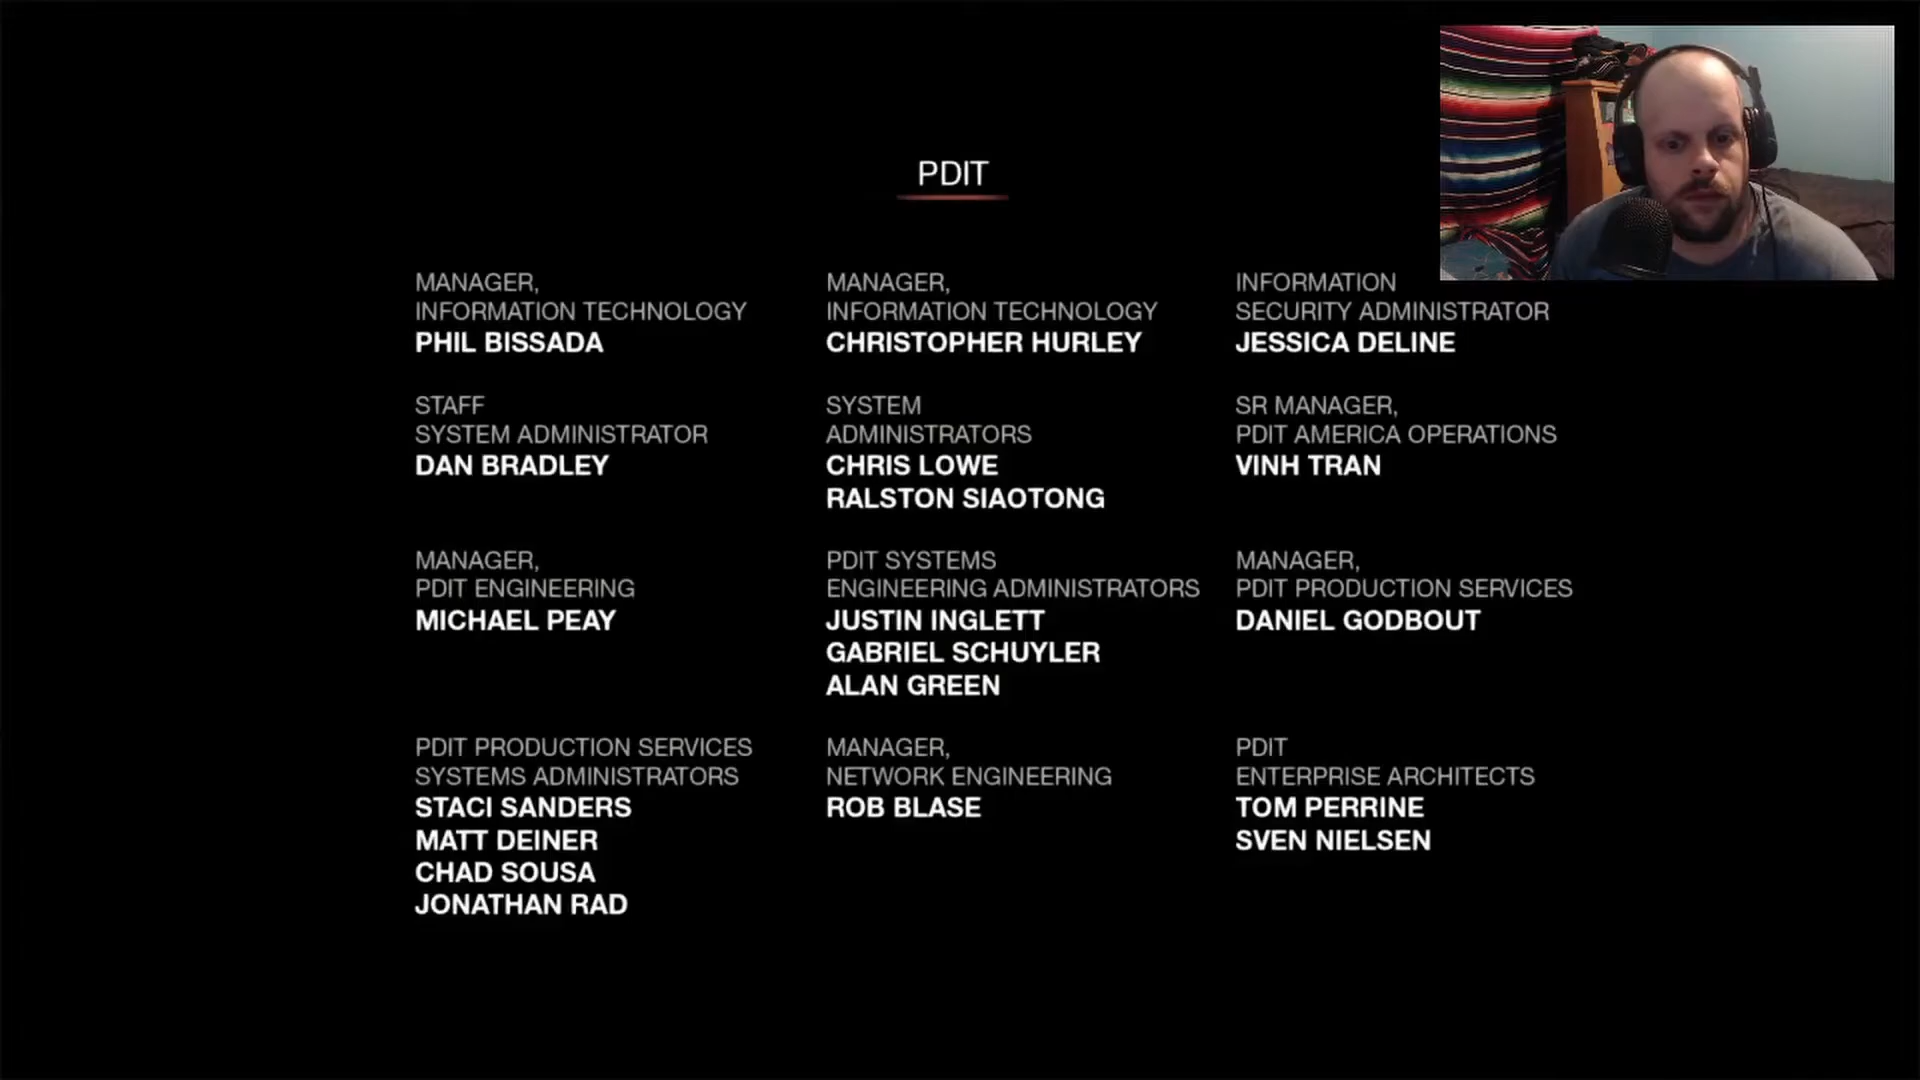 PDIT
MANAGER,
INFORMATION TECHNOLOGY
PHIL BISSADA
MANAGER,
INFORMATION TECHNOLOGY
CHRISTOPHER HURLEY
INFORMATION
SECURITY ADMINISTRATOR
JESSICA DELINE
STAFF
SYSTEM ADMINISTRATOR
DAN BRADLEY
SYSTEM
ADMINISTRATORS
CHRIS LOWE
RALSTON SIAOTONG
SR MANAGER,
PDIT AMERICA OPERATIONS
VINH TRAN
MANAGER,
PDIT ENGINEERING
MICHAEL PEAY
PDIT SYSTEMS
ENGINEERING ADMINISTRATORS
JUSTIN INGLETT
GABRIEL SCHUYLER
ALAN GREEN
MANAGER,
PDIT PRODUCTION SERVICES
DANIEL GODBOUT
PDIT PRODUCTION SERVICES
SYSTEMS ADMINISTRATORS
STACI SANDERS
MATT DEINER
CHAD SOUSA
JONATHAN RAD
MANAGER,
NETWORK ENGINEERING
ROB BLASE
PDIT
ENTERPRISE ARCHITECTS
TOM PERRINE
SVEN NIELSEN